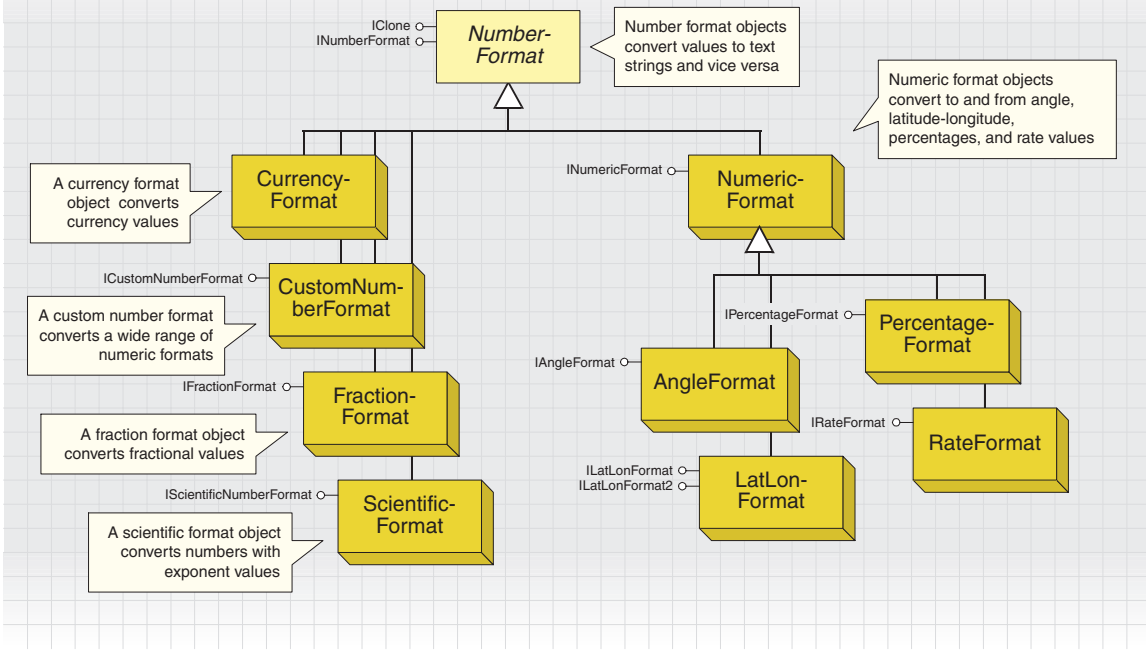 IClone
INumberFormat
Number-
Format
Number format objects
convert values to text
strings and vice versa
Numeric format objects
convert to and from angle,
latitude-longitude,
percentages, and rate values
A currency format
object converts
currency values
Currency-
Format
INumericFormat
Numeric-
Format
ICustomNumberFormat
CustomNum-
berFormat
A custom number format
converts a wide range of
numeric formats
IPercentageFormat
Percentage-
Format
IAngleFormat
AngleFormat
IFractionFormat
Fraction-
Format
A fraction format object
converts fractional values
IRateFormat
RateFormat
ILatLonFormat
ILatLonFormat2
LatLon-
Format
IScientificNumberFormat
Scientific-
Format
A scientific format object
converts numbers with
exponent values